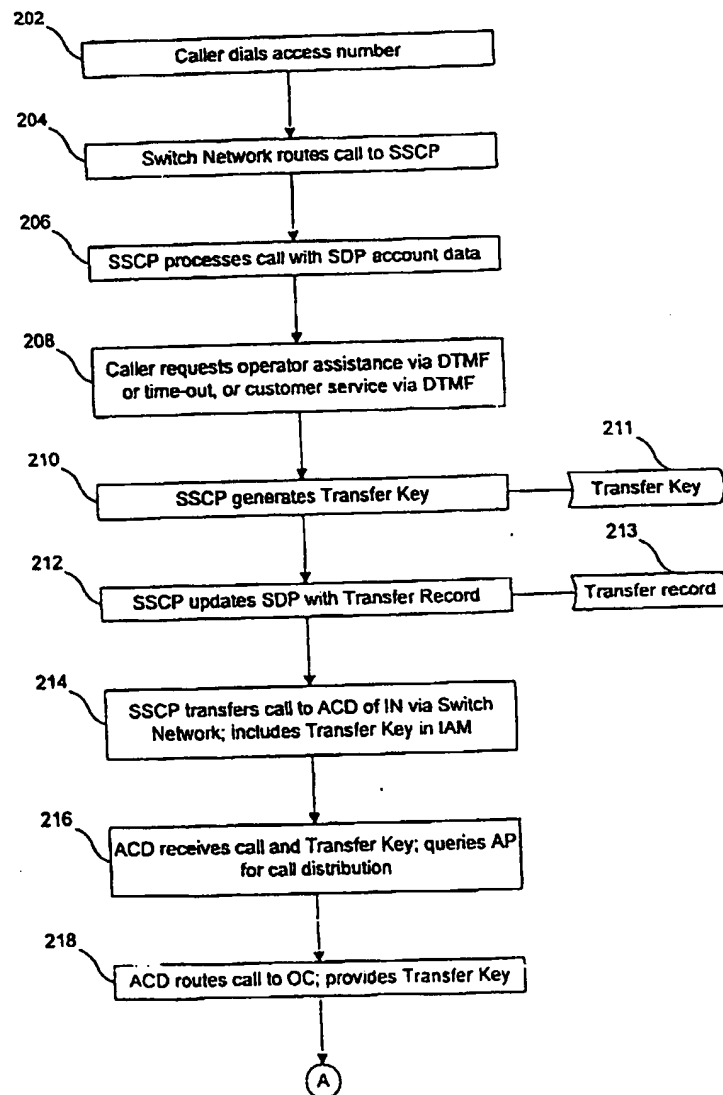 202
Caller dials access number
204
Switch Network routes call to SSCP
206
SSCP processes call with SDP account data
208
Caller requests operator assistance via DTMF
or time-out, or customer service via DTMF
210
SSCP generates Transfer Key
211
Transfer Key
212
SSCP updates SDP with Transfer Record
213
Transfer record
214
SSCP transfers call to ACD of IN via Switch
Network; includes Transfer Key in IAM
216
ACD receives call and Transfer Key; queries AP
for call distribution
218
ACD routes call to OC; provides Transfer Key
A